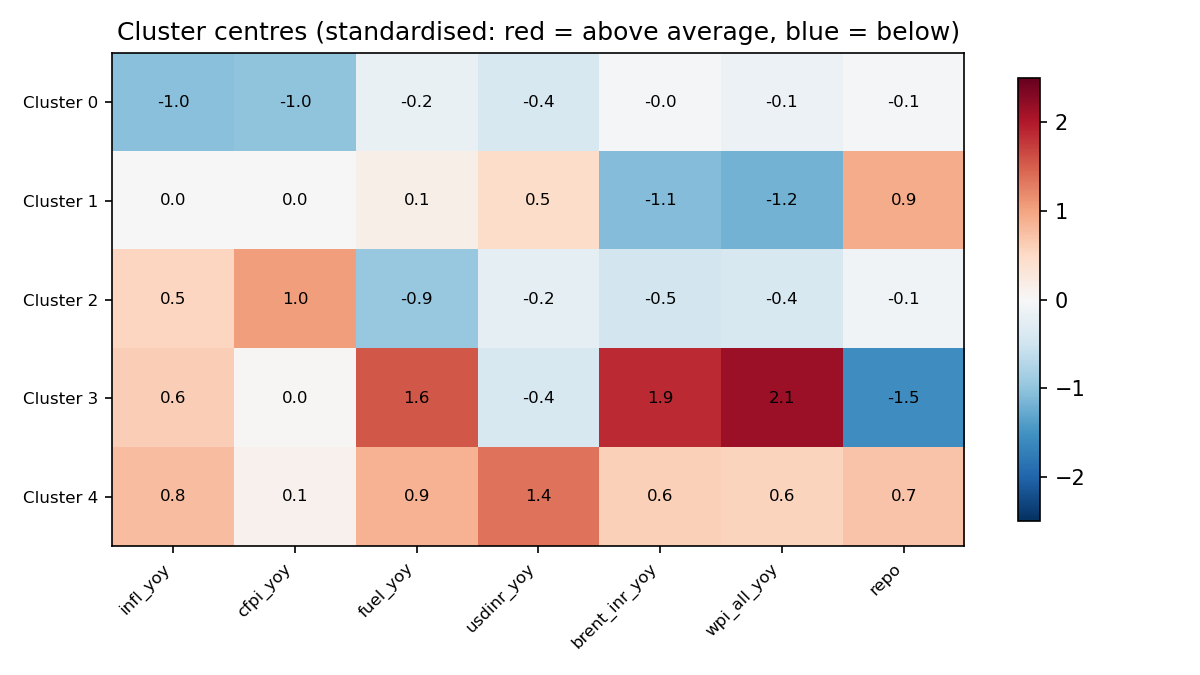 Cluster centres (standardised: red = above average, blue = below)
Cluster 0 -1.0 -1.0 -0.2 -0.4 -0.0 -0.1 -0.1
Cluster 1 0.0 0.0 0.1 0.5 -1.1 -1.2 0.9
Cluster 2 0.5 1.0 -0.9 -0.2 -0.5 -0.4 -0.1
Cluster 3 0.6 0.0 1.6 -0.4 1.9 2.1 -1.5
Cluster 4 0.8 0.1 0.9 1.4 0.6 0.6 0.7
infl_yoy cfpi_yoy fuel_yoy usdinr_yoy brent_inr_yoy wpi_all_yoy repo
2
1
0
−1
−2